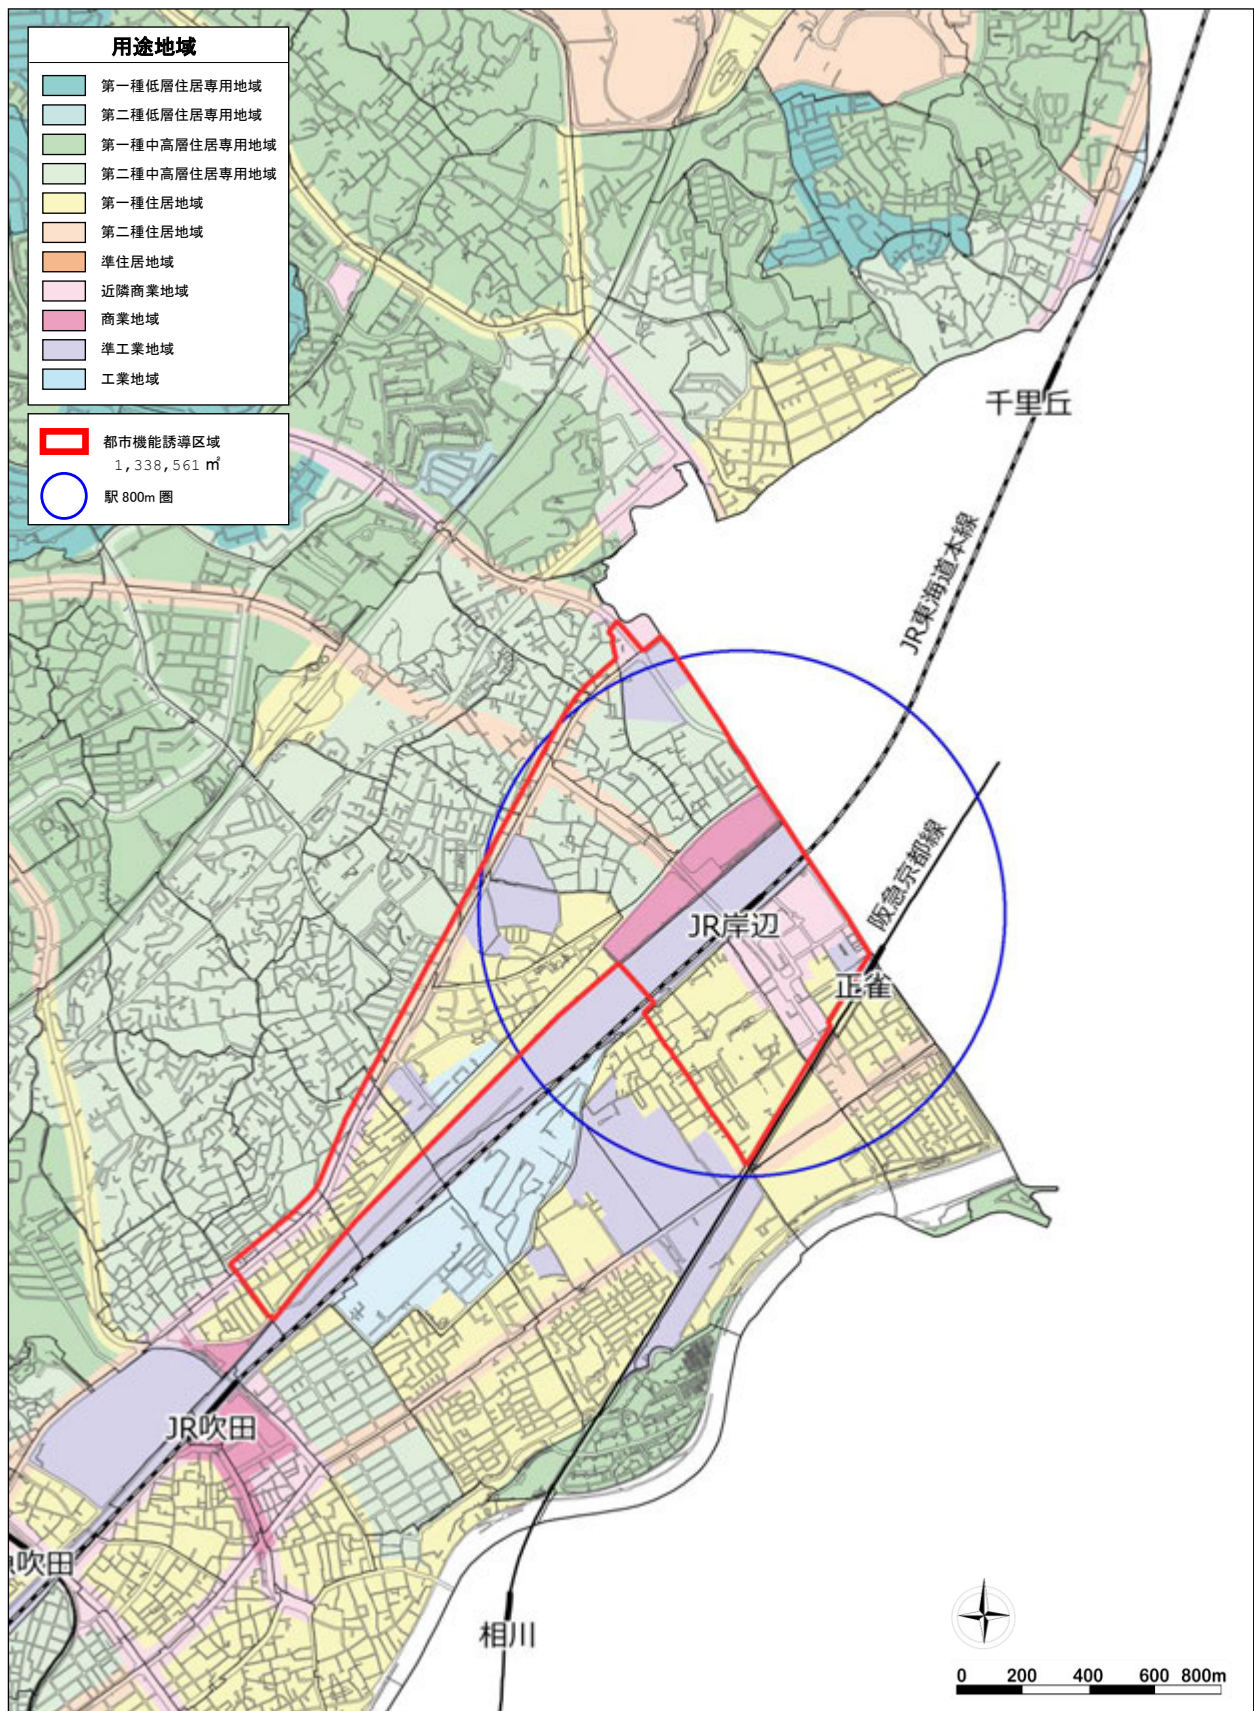 用途地域
第一種低層住居専用地域
第二種低層住居専用地域
第一種中高層住居専用地域
第二種中高層住居専用地域
第一種住居地域
第二種住居地域
準住居地域
近隣商業地域
商業地域
準工業地域
工業地域
都市機能誘導区域
1,338,561 ㎡
駅 800m 圏
千里丘
JR東海道本線
阪急京都線
JR岸辺
正雀
JR吹田
吹田
相川
0 200 400 600 800m